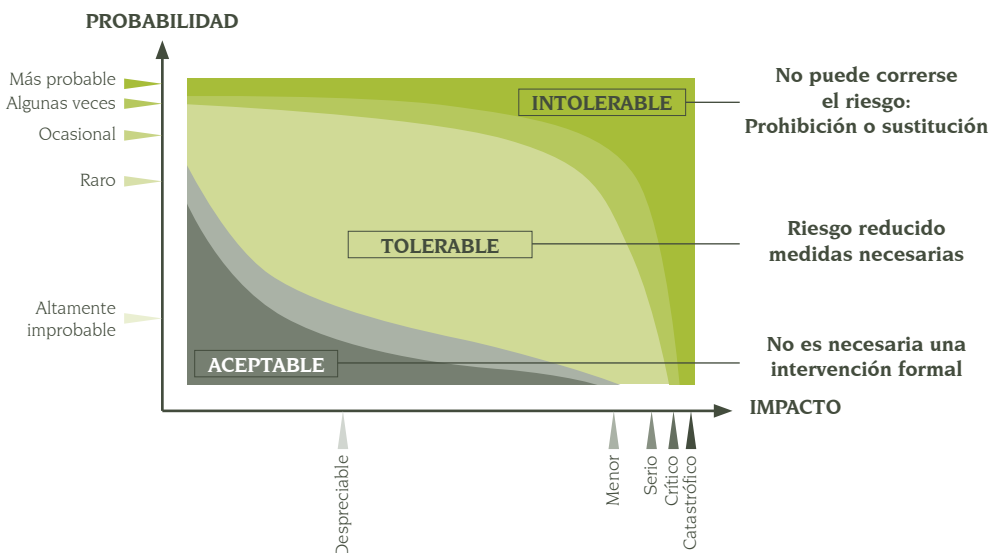 PROBABILIDAD
Más probable
Algunas veces
Ocasional
Raro
Altamente
improbable
INTOLERABLE
TOLERABLE
ACEPTABLE
No puede correrse
el riesgo:
Prohibición o sustitución
Riesgo reducido
medidas necesarias
No es necesaria una
intervención formal
IMPACTO
Despreciable
Menor
Serio
Crítico
Catastrófico